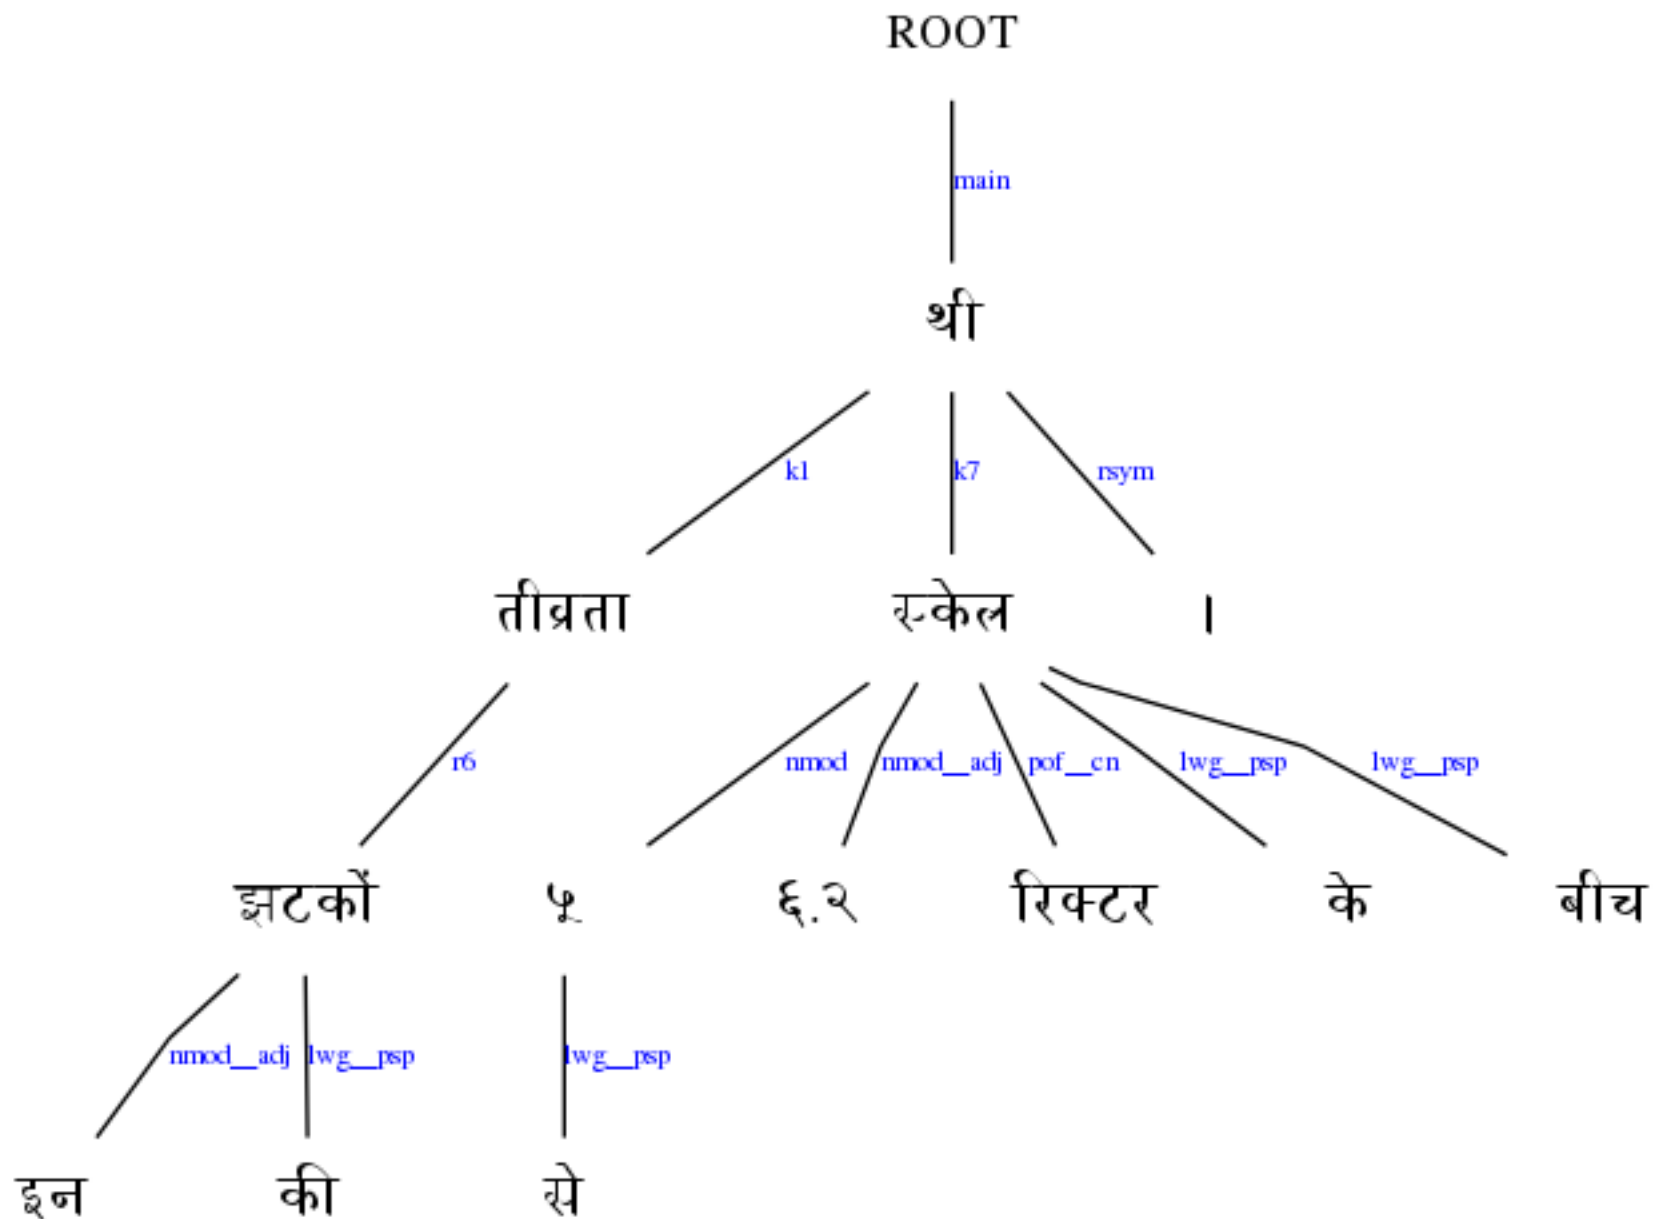 ROOT
main
थी
k1 k7 rsym
तीव्रता स्केल ।
r6 nmod nmod__adj pof__cn lwg__psp lwg__psp
झटकों ५ ६.२ रिक्टर के बीच
nmod__adj lwg__psp lwg__psp
इन की से